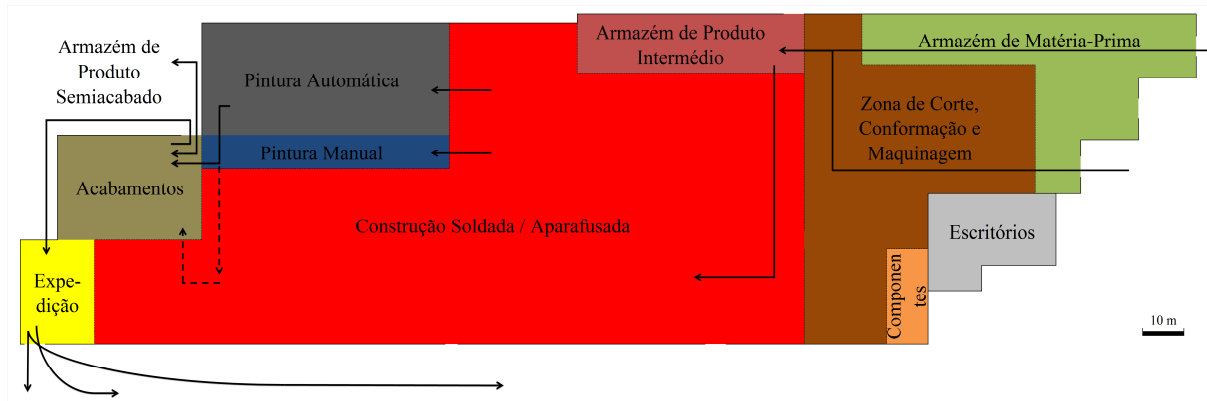 Armazém de
Produto
Semiacabado
Pintura Automática
Armazém de Produto
Intermédio
Armazém de Matéria-Prima
Zona de Corte,
Conformação e
Maquinagem
Pintura Manual
Acabamentos
Construção Soldada / Aparafusada
Escritórios
Expe-
dição
Componen
tes
10 m